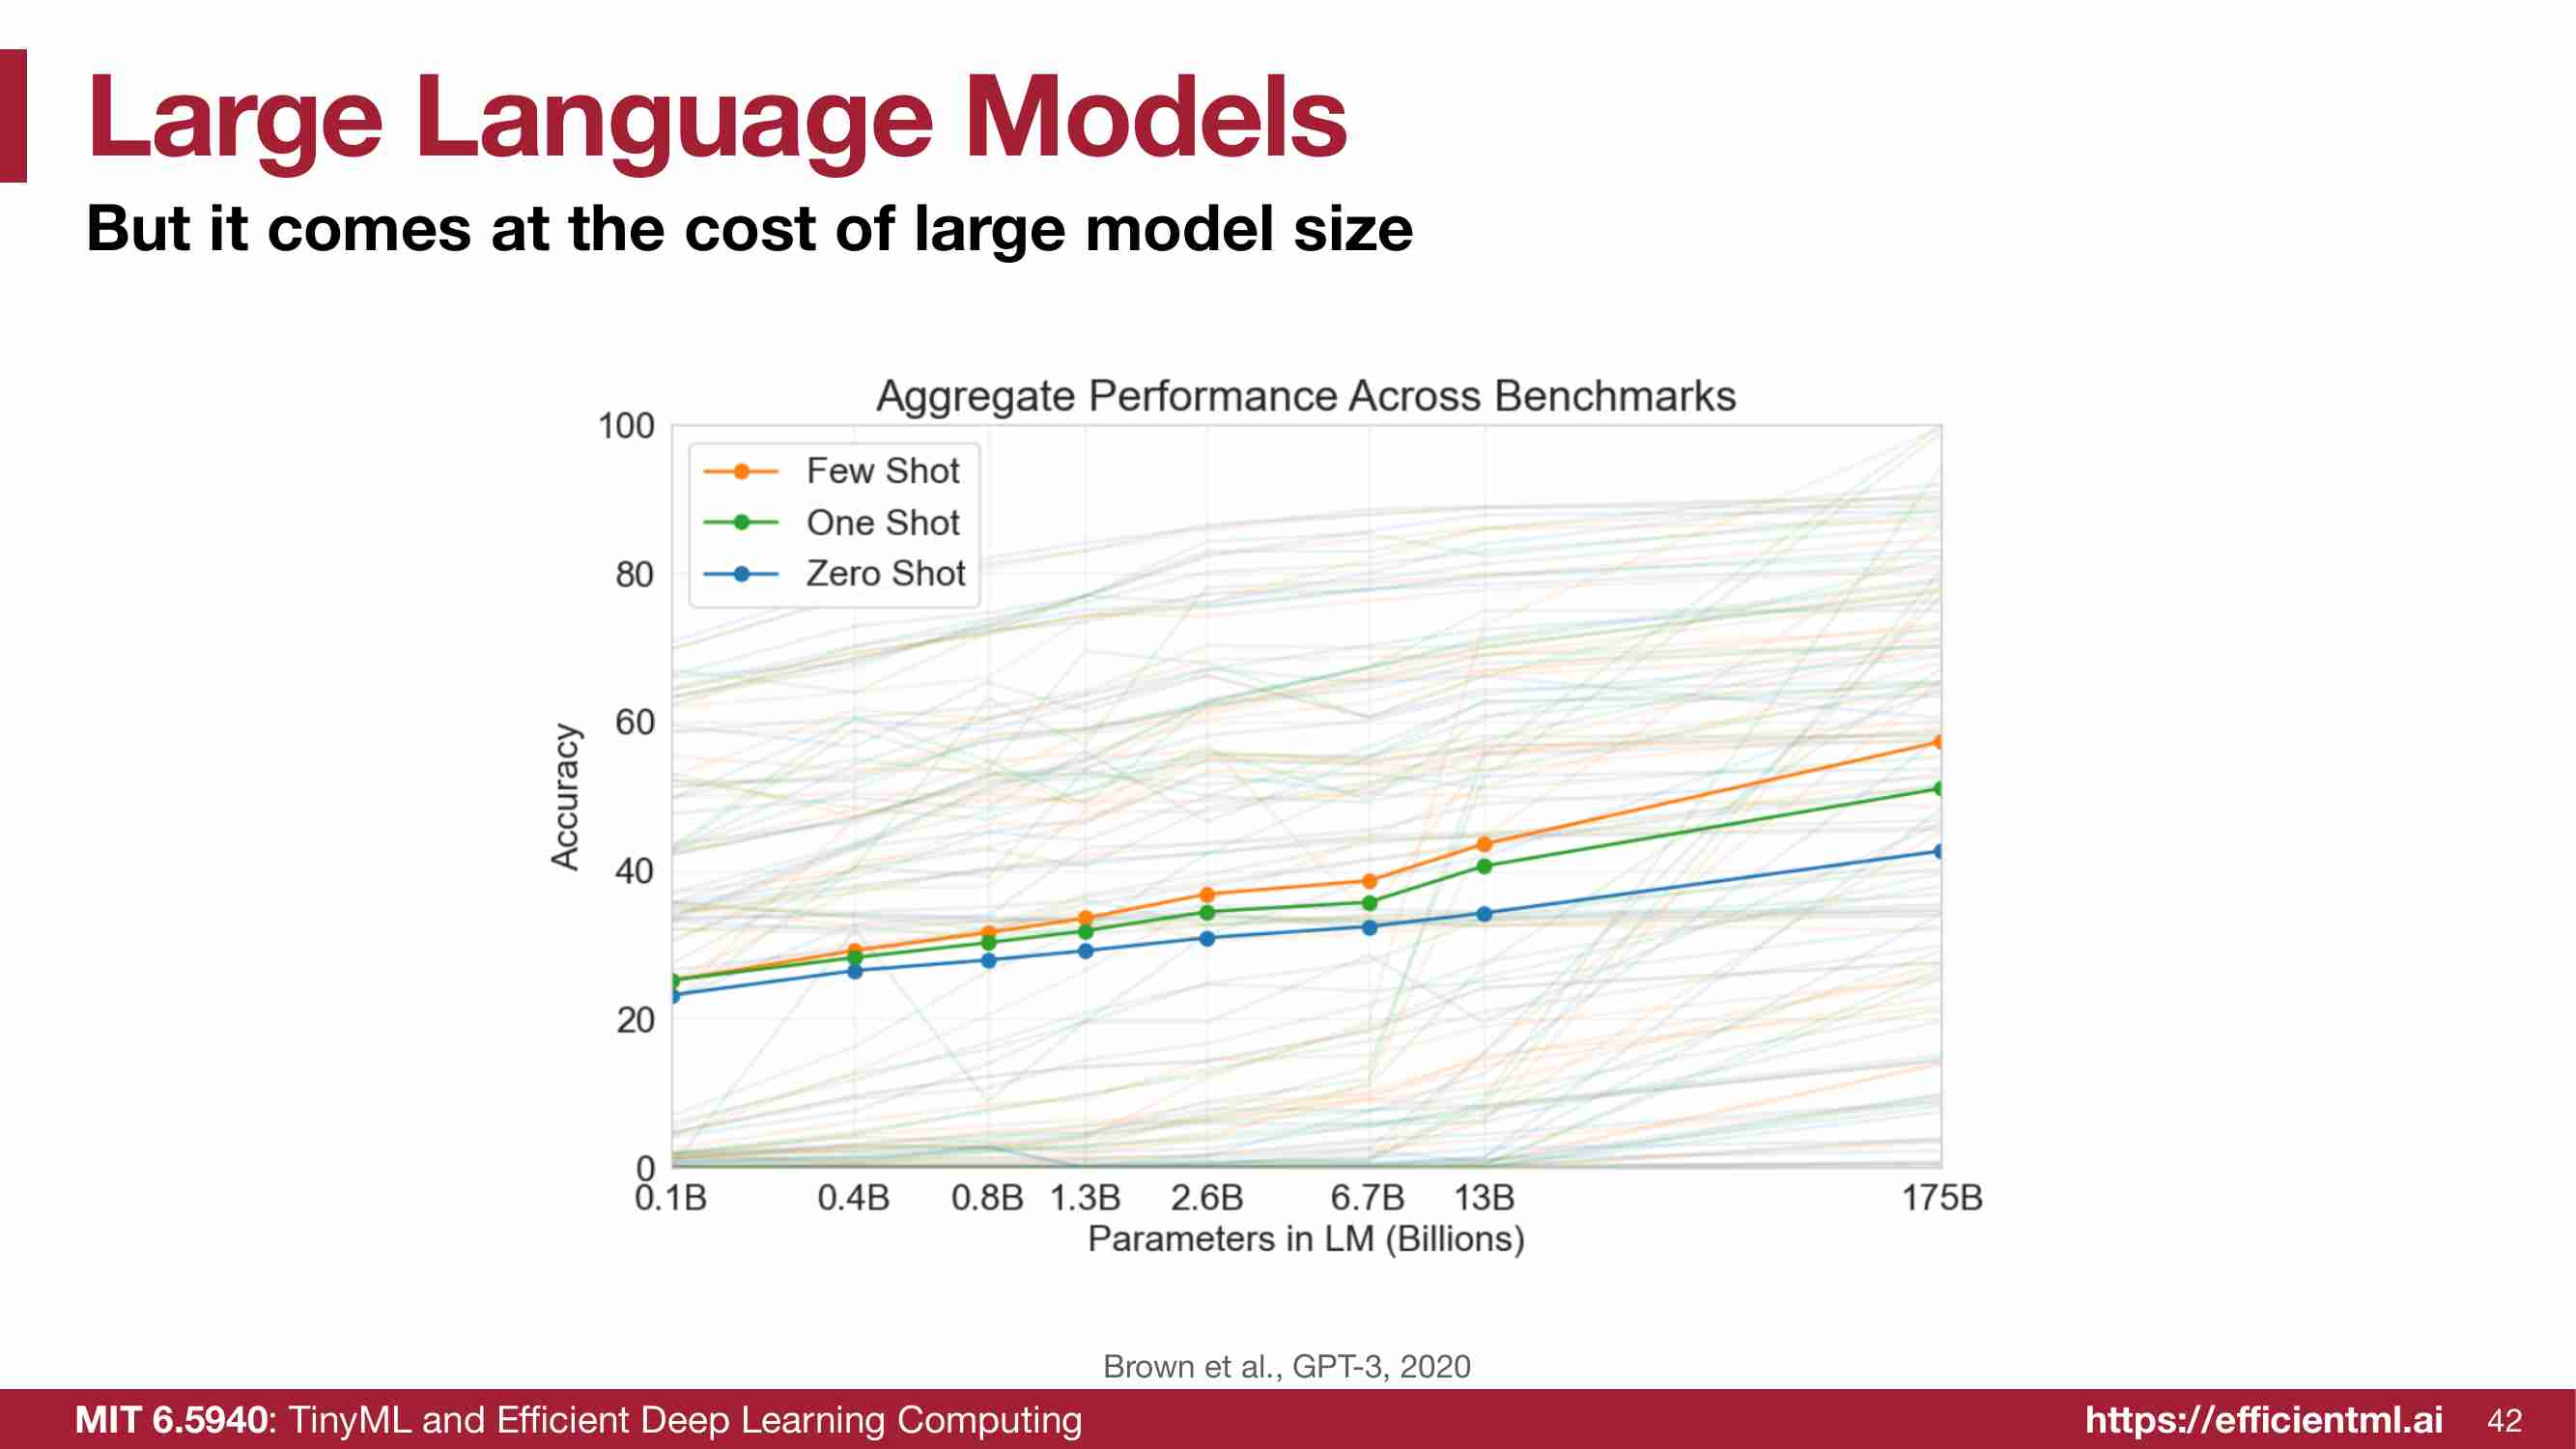 Large Language Models
But it comes at the cost of large model size
Aggregate Performance Across Benchmarks
Few Shot
One Shot
Zero Shot
Accuracy
100
80
60
40
20
0
0.1B 0.4B 0.8B 1.3B 2.6B 6.7B 13B 175B
Parameters in LM (Billions)
Brown et al., GPT-3, 2020
MIT 6.5940: TinyML and Efficient Deep Learning Computing
https://efficientml.ai 42